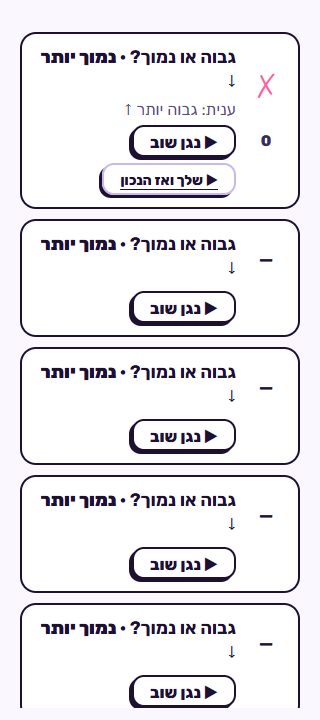 ✗
גבוה או נמוך? • נמוך יותר
↓
ענית: גבוה יותר ↑
0
▶ נגן שוב
▶ שלך ואז הנכון
–
גבוה או נמוך? • נמוך יותר
↓
▶ נגן שוב
–
גבוה או נמוך? • נמוך יותר
↓
▶ נגן שוב
–
גבוה או נמוך? • נמוך יותר
↓
▶ נגן שוב
–
גבוה או נמוך? • נמוך יותר
↓
▶ נגן שוב